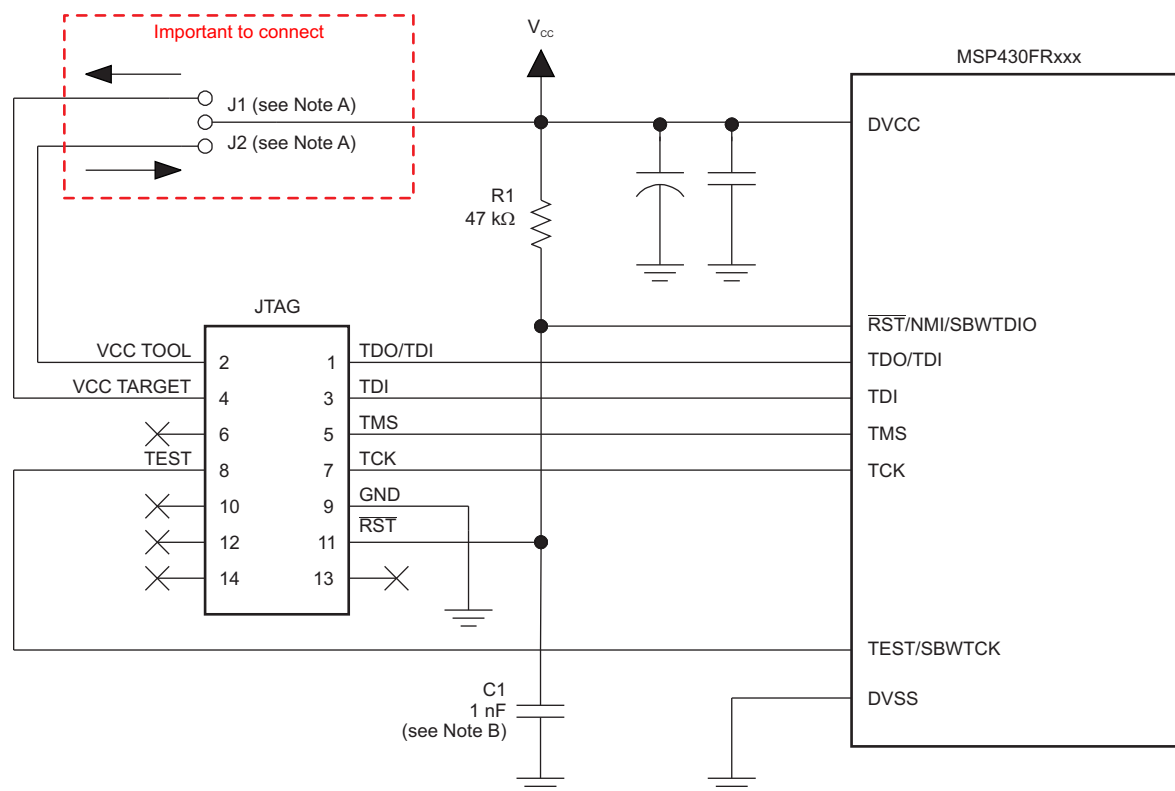 Important to connect
J1 (see Note A)
J2 (see Note A)
VCC
MSP430FRxxx
DVCC
R1
47 kΩ
JTAG
RST/NMI/SBWTDIO
VCC TOOL 2 1 TDO/TDI
TDO/TDI
VCC TARGET 4 3 TDI
TDI
6 5 TMS
TMS
TEST 8 7 TCK
TCK
10 9 GND
12 11 RST
14 13
TEST/SBWTCK
C1
1 nF
(see Note B)
DVSS